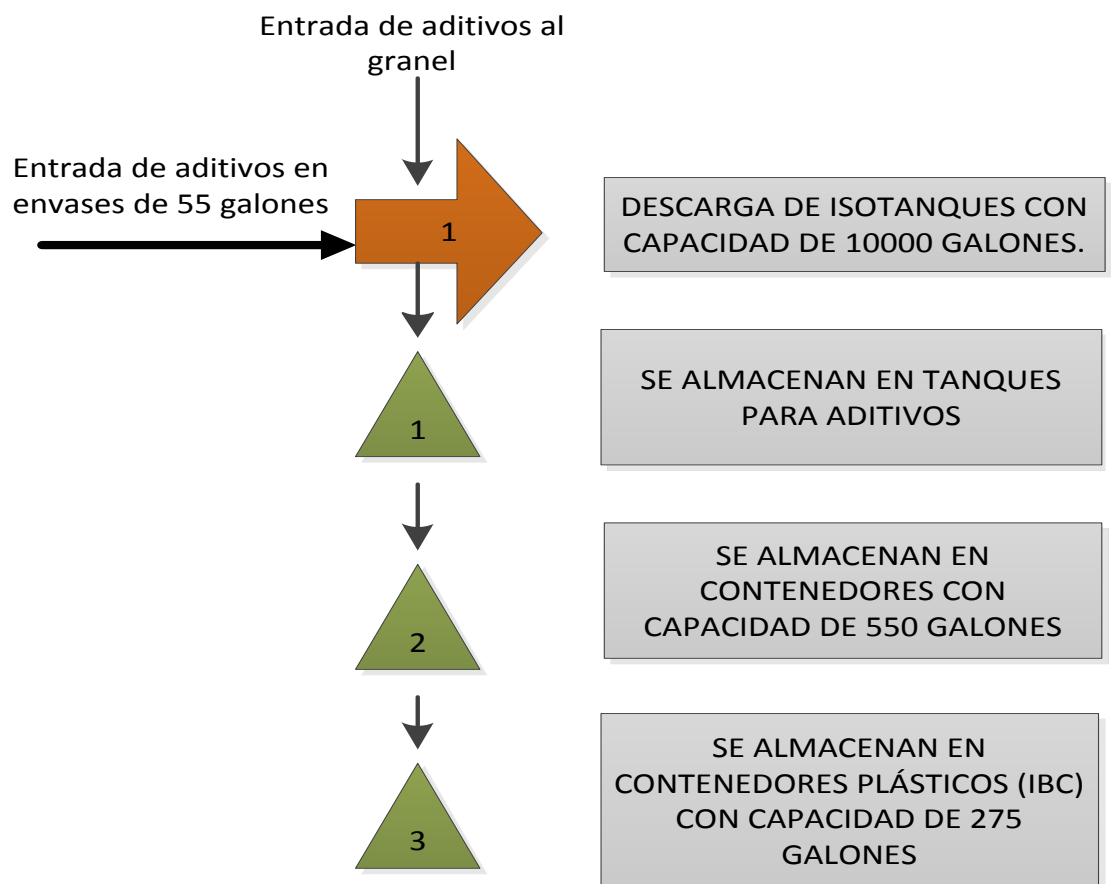 Entrada de aditivos al
granel
Entrada de aditivos en
envases de 55 galones
1
DESCARGA DE ISOTANQUES CON
CAPACIDAD DE 10000 GALONES.
1
SE ALMACENAN EN TANQUES
PARA ADITIVOS
2
SE ALMACENAN EN
CONTENEDORES CON
CAPACIDAD DE 550 GALONES
3
SE ALMACENAN EN
CONTENEDORES PLÁSTICOS (IBC)
CON CAPACIDAD DE 275
GALONES